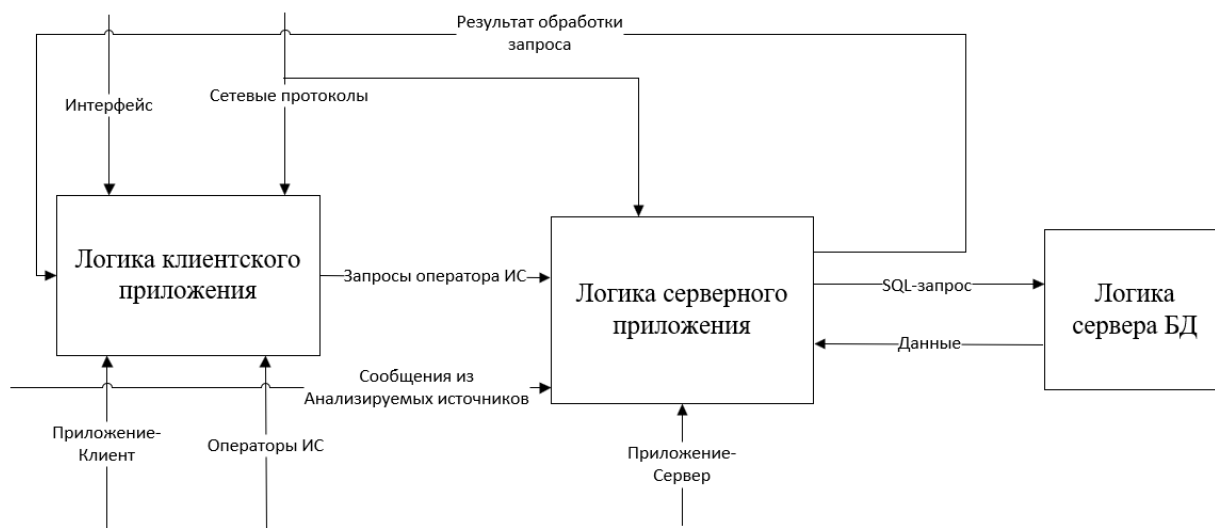 Результат обработки
запроса
Интерфейс
Сетевые протоколы
Логика клиентского
приложения
Запросы оператора ИС
Логика серверного
приложения
SQL-запрос
Данные
Логика
сервера БД
Сообщения из
Анализируемых источников
Приложение-
Клиент
Операторы ИС
Приложение-
Сервер